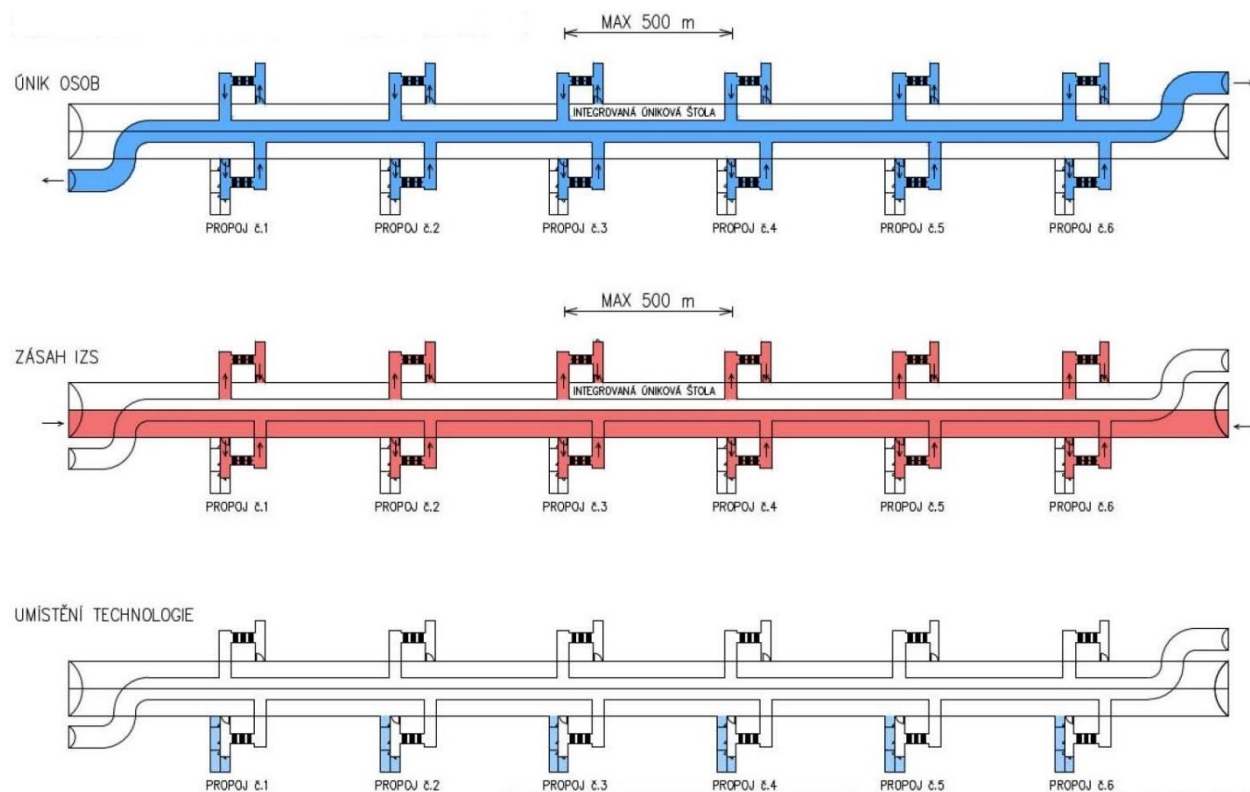 MAX 500 m
ÚNIK OSOB
INTEGROVANÁ ÚNIKOVÁ ŠTOLA
PROPOJ č.1 PROPOJ č.2 PROPOJ č.3 PROPOJ č.4 PROPOJ č.5 PROPOJ č.6
MAX 500 m
ZÁSAH IZS
INTEGROVANÁ ÚNIKOVÁ ŠTOLA
PROPOJ č.1 PROPOJ č.2 PROPOJ č.3 PROPOJ č.4 PROPOJ č.5 PROPOJ č.6
UMÍSTĚNÍ TECHNOLOGIE
PROPOJ č.1 PROPOJ č.2 PROPOJ č.3 PROPOJ č.4 PROPOJ č.5 PROPOJ č.6